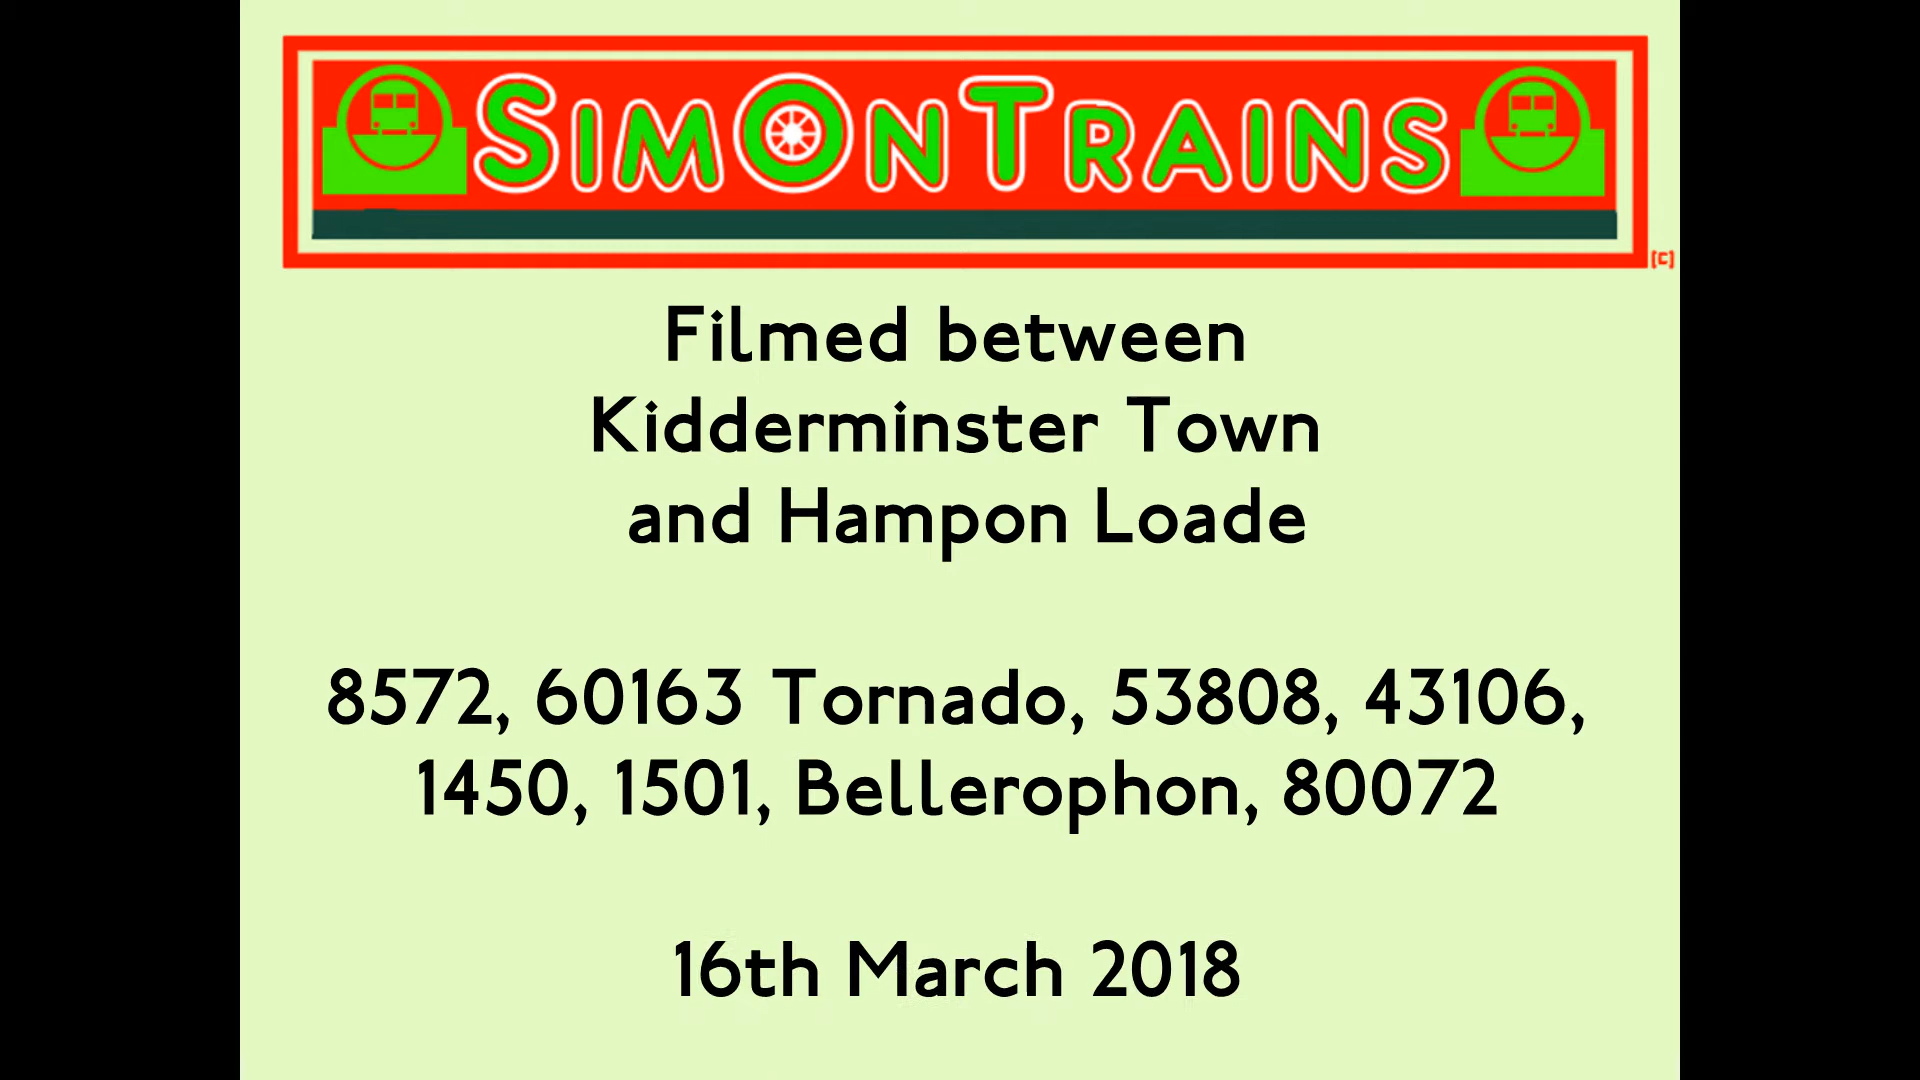 SIMONTRAINS
[c]
Filmed between
Kidderminster Town
and Hampon Loade
8572, 60163 Tornado, 53808, 43106,
1450, 1501, Bellerophon, 80072
16th March 2018